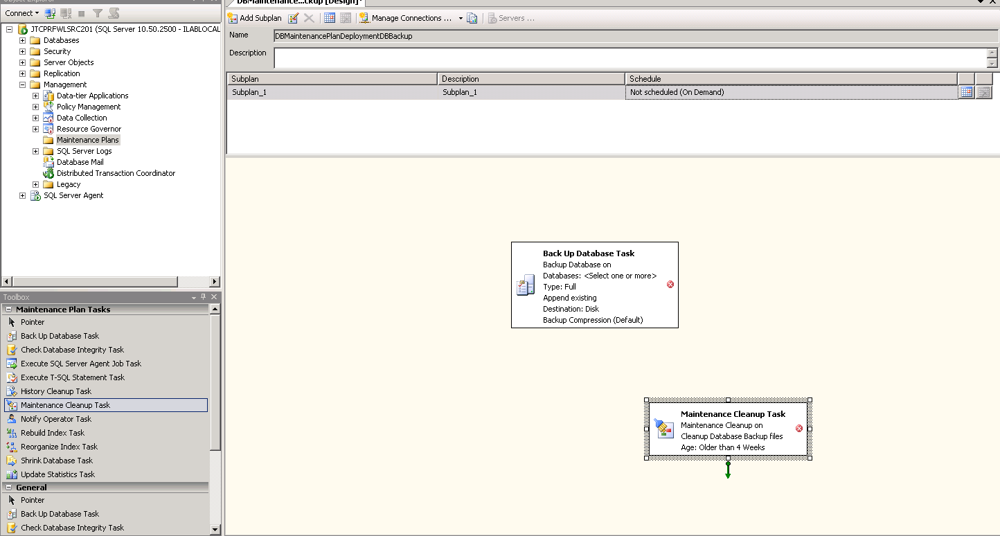 Object Explorer
Connect
JTCPRFWLSRC201 (SQL Server 10.50.2500 - ILABLOCAL
Databases
Security
Server Objects
Replication
Management
Data-tier Applications
Policy Management
Data Collection
Resource Governor
Maintenance Plans
SQL Server Logs
Database Mail
Distributed Transaction Coordinator
Legacy
SQL Server Agent
Toolbox
Maintenance Plan Tasks
Pointer
Back Up Database Task
Check Database Integrity Task
Execute SQL Server Agent Job Task
Execute T-SQL Statement Task
History Cleanup Task
Maintenance Cleanup Task
Notify Operator Task
Rebuild Index Task
Reorganize Index Task
Shrink Database Task
Update Statistics Task
General
Pointer
Back Up Database Task
Check Database Integrity Task
DBMaintenance...ckup [Design]*
Add Subplan Manage Connections ... Servers ...
Name DBMaintenancePlanDeploymentDBBackup
Description
Subplan Description Schedule
Subplan_1 Subplan_1 Not scheduled (On Demand)
Back Up Database Task
Backup Database on
Databases: <Select one or more>
Type: Full
Append existing
Destination: Disk
Backup Compression (Default)
Maintenance Cleanup Task
Maintenance Cleanup on
Cleanup Database Backup files
Age: Older than 4 Weeks